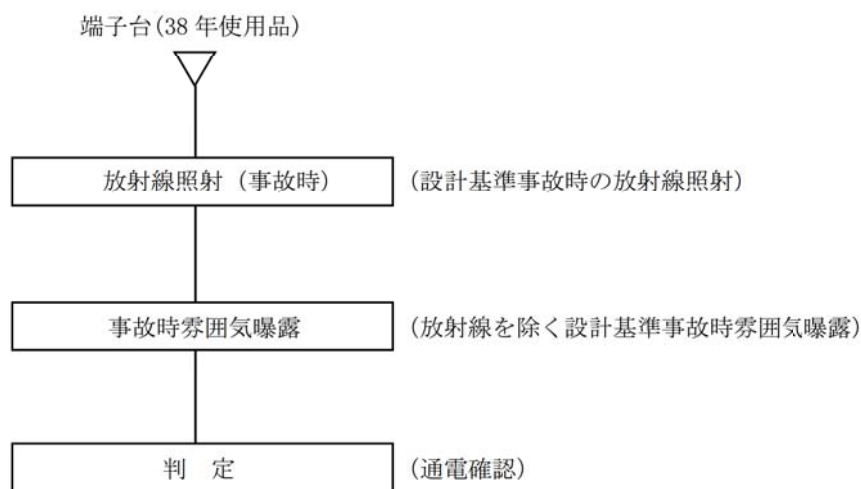 端子台(38 年使用品)
放射線照射（事故時） (設計基準事故時の放射線照射)
事故時雰囲気曝露 (放射線を除く設計基準事故時雰囲気曝露)
判　定 (通電確認)